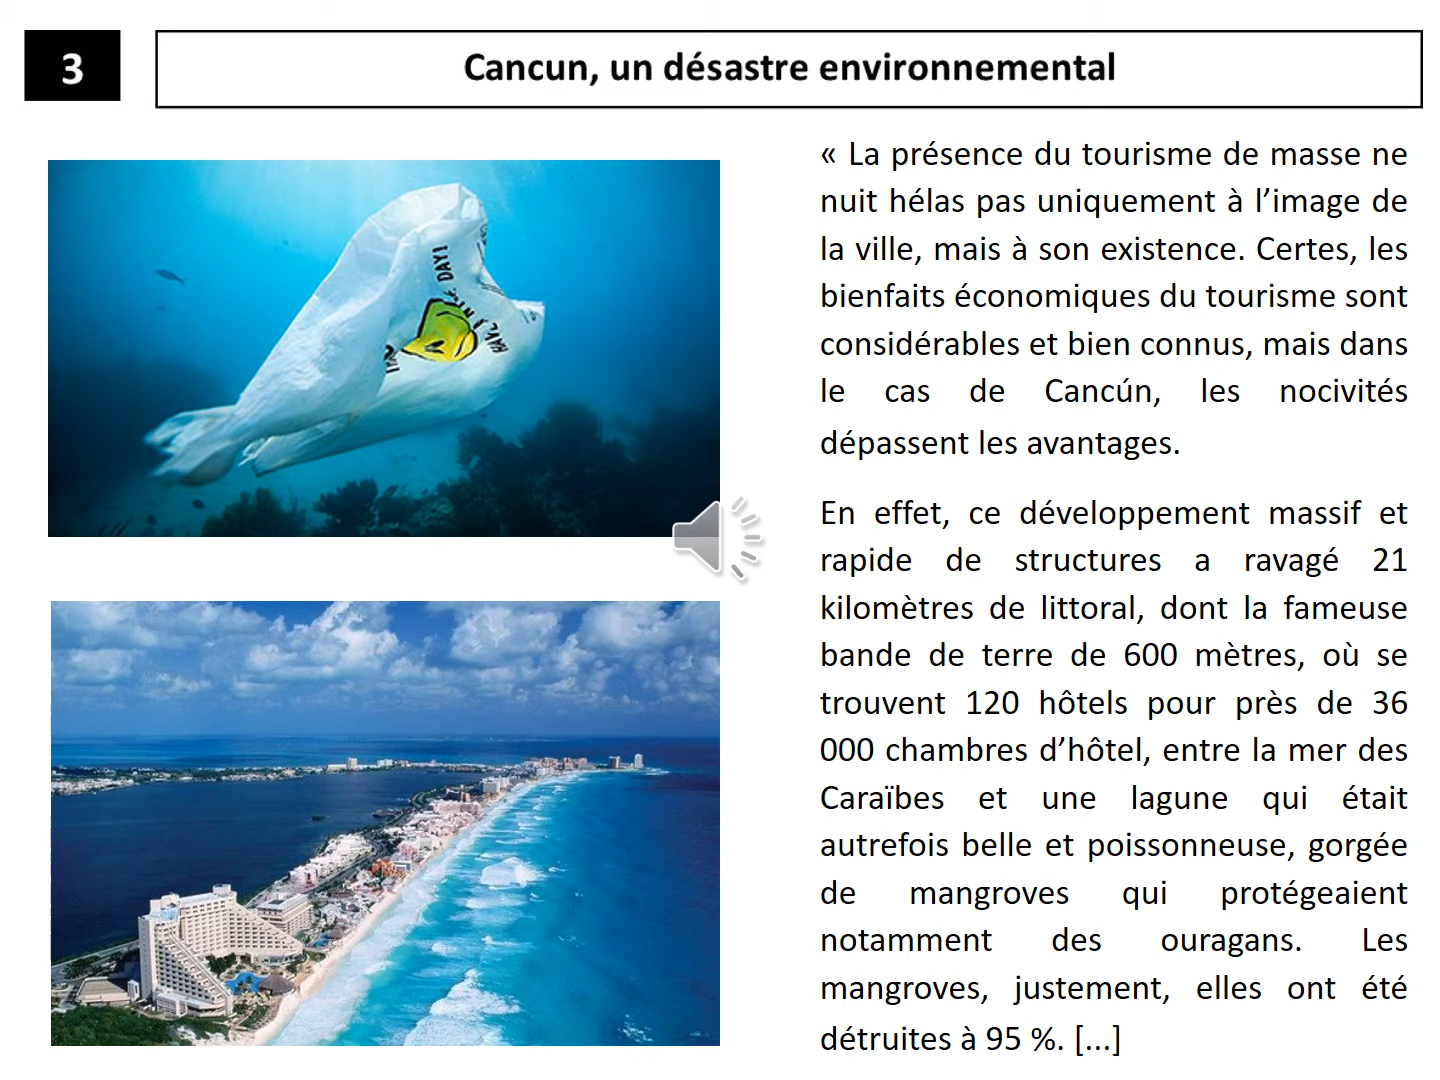 3
Cancun, un désastre environnemental
« La présence du tourisme de masse ne
nuit hélas pas uniquement à l’image de
la ville, mais à son existence. Certes, les
bienfaits économiques du tourisme sont
considérables et bien connus, mais dans
le cas de Cancún, les nocivités
dépassent les avantages.
En effet, ce développement massif et
rapide de structures a ravagé 21
kilomètres de littoral, dont la fameuse
bande de terre de 600 mètres, où se
trouvent 120 hôtels pour près de 36
000 chambres d’hôtel, entre la mer des
Caraïbes et une lagune qui était
autrefois belle et poissonneuse, gorgée
de mangroves qui protégeaient
notamment des ouragans. Les
mangroves, justement, elles ont été
détruites à 95 %. [...]
DAY!